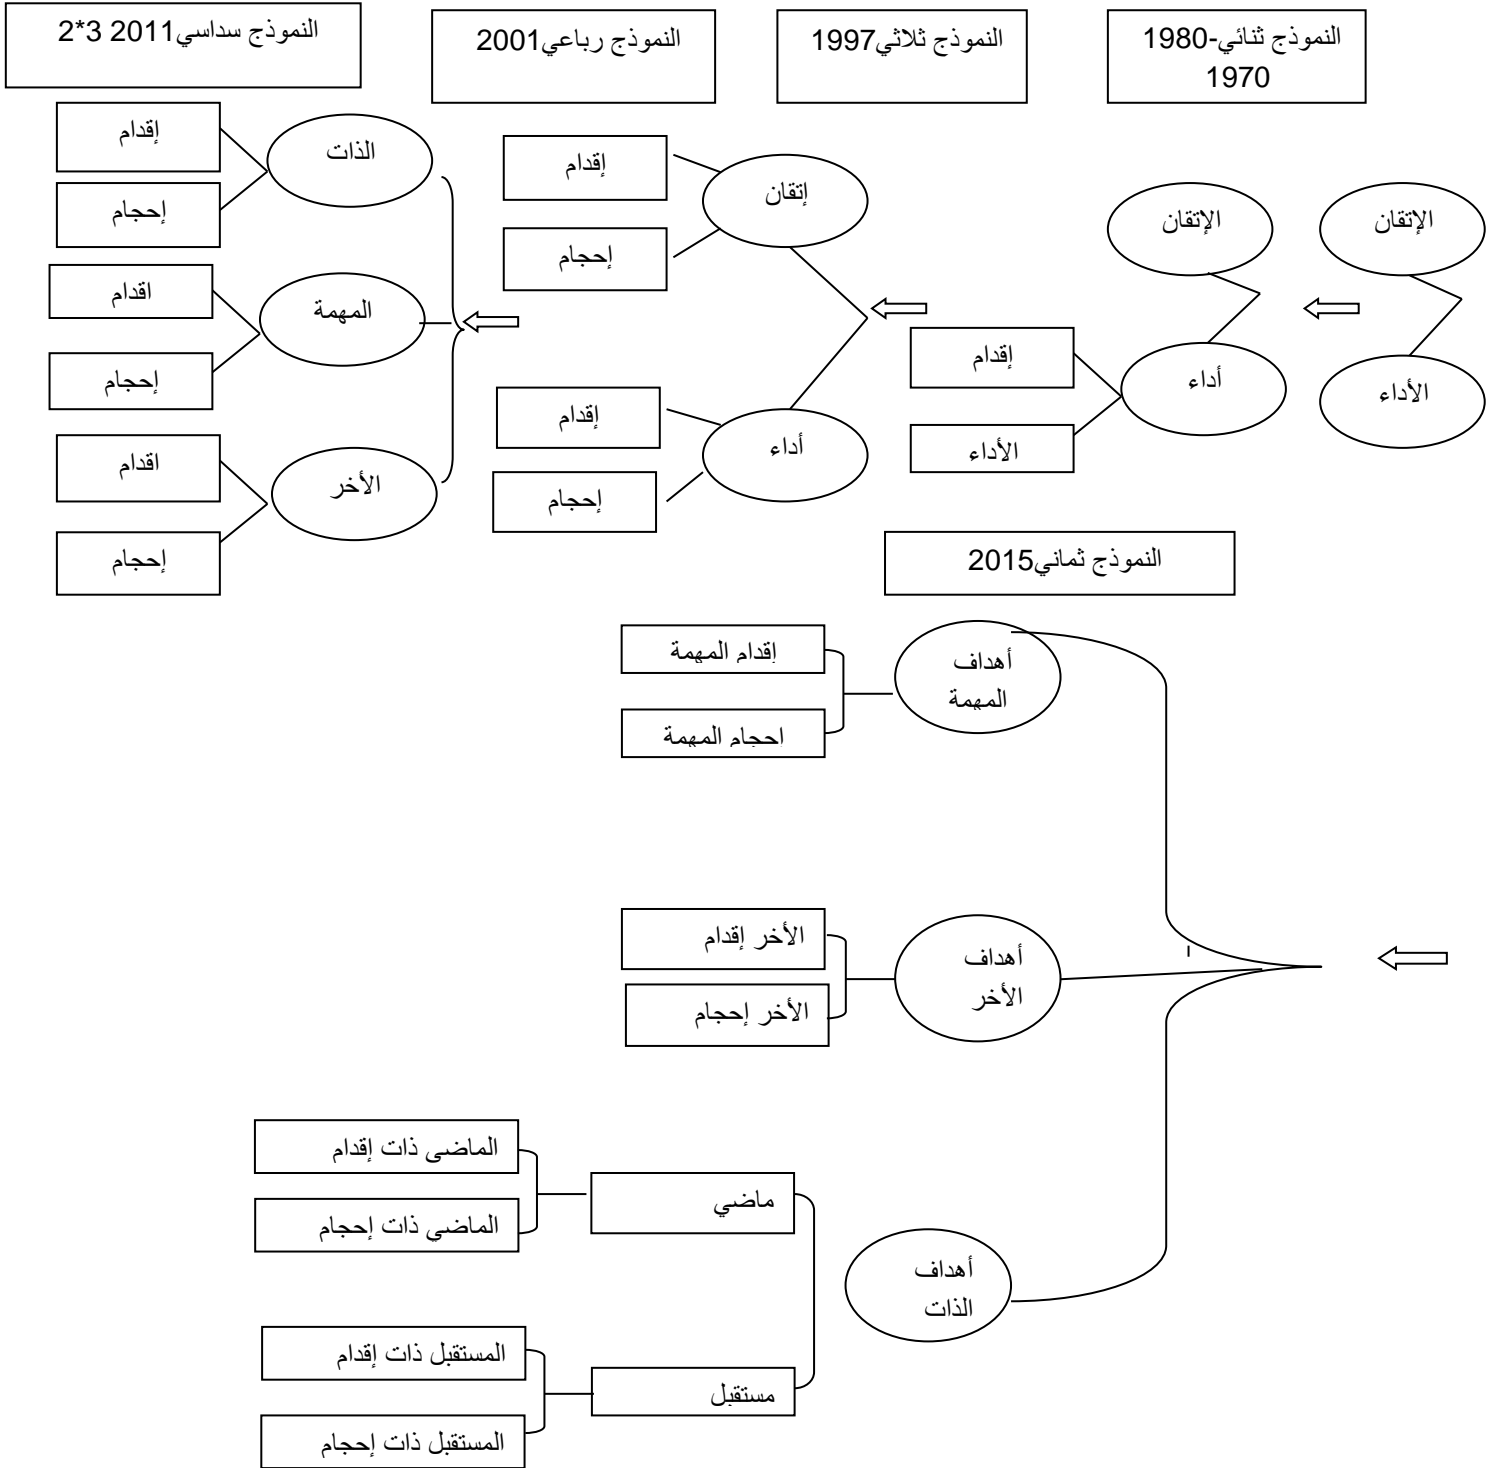 النموذج ثنائي-1980
1970
النموذج ثلاثي1997
النموذج رباعي2001
النموذج سداسي2011 3*2
الإتقان
الأداء
الإتقان
أداء
إقدام
الأداء
إتقان
إقدام
إحجام
أداء
إقدام
إحجام
الذات
إقدام
إحجام
المهمة
اقدام
إحجام
الأخر
اقدام
إحجام
النموذج ثماني2015
أهداف
المهمة
إقدام المهمة
احجام المهمة
أهداف
الأخر
الأخر إقدام
الأخر إحجام
أهداف
الذات
ماضي
الماضى ذات إقدام
الماضي ذات إحجام
مستقبل
المستقبل ذات إقدام
المستقبل ذات إحجام